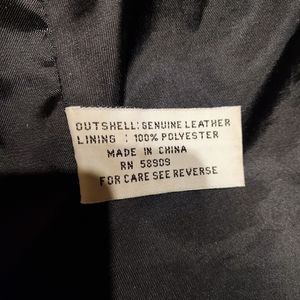 OUTSHELL: GENUINE LEATHER
LINING : 100% POLYESTER
MADE IN CHINA
RN 58909
FOR CARE SEE REVERSE